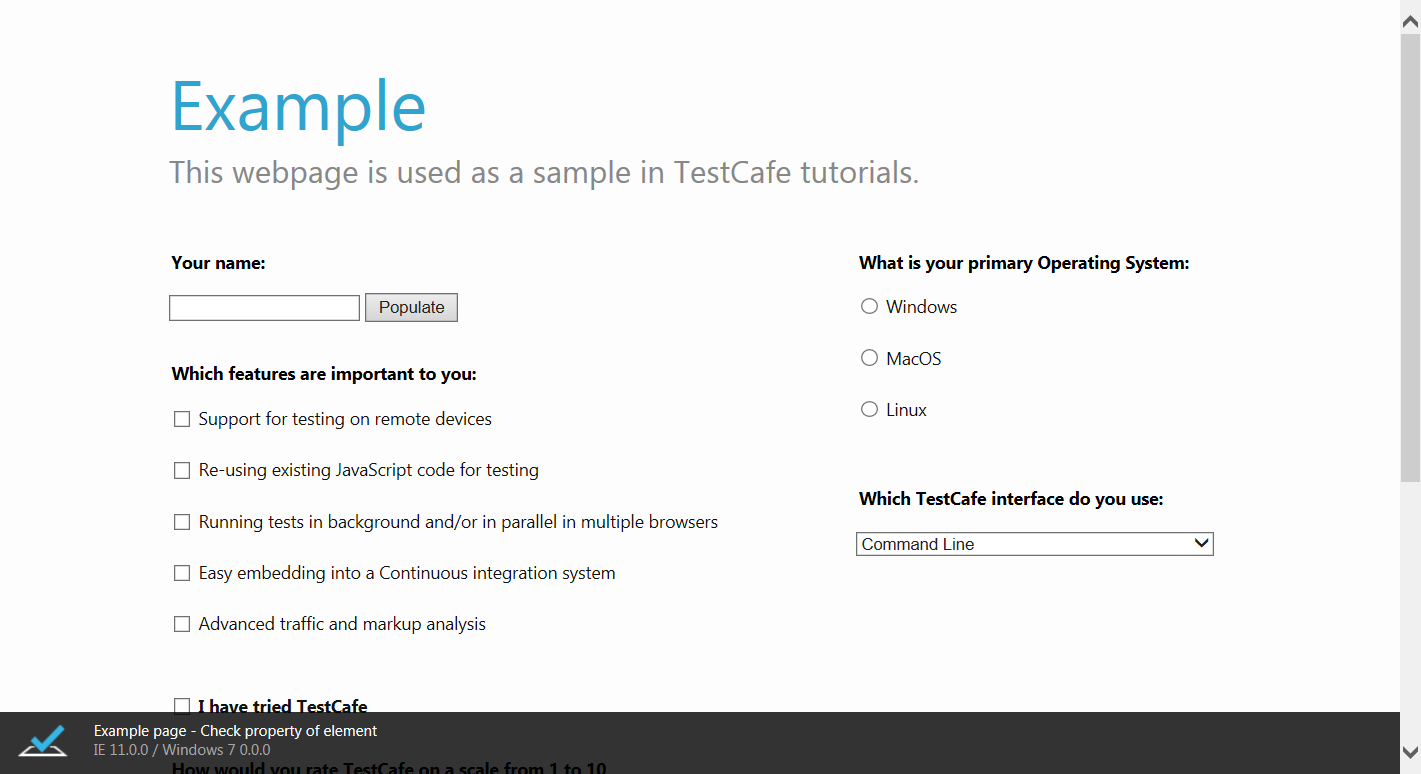 Example
This webpage is used as a sample in TestCafe tutorials.
Your name:
Populate
Which features are important to you:
Support for testing on remote devices
Re-using existing JavaScript code for testing
Running tests in background and/or in parallel in multiple browsers
Easy embedding into a Continuous integration system
Advanced traffic and markup analysis
I have tried TestCafe
What is your primary Operating System:
Windows
MacOS
Linux
Which TestCafe interface do you use:
Command Line
Example page - Check property of element
IE 11.0.0 / Windows 7 0.0.0
How would you rate TestCafe on a scale from 1 to 10